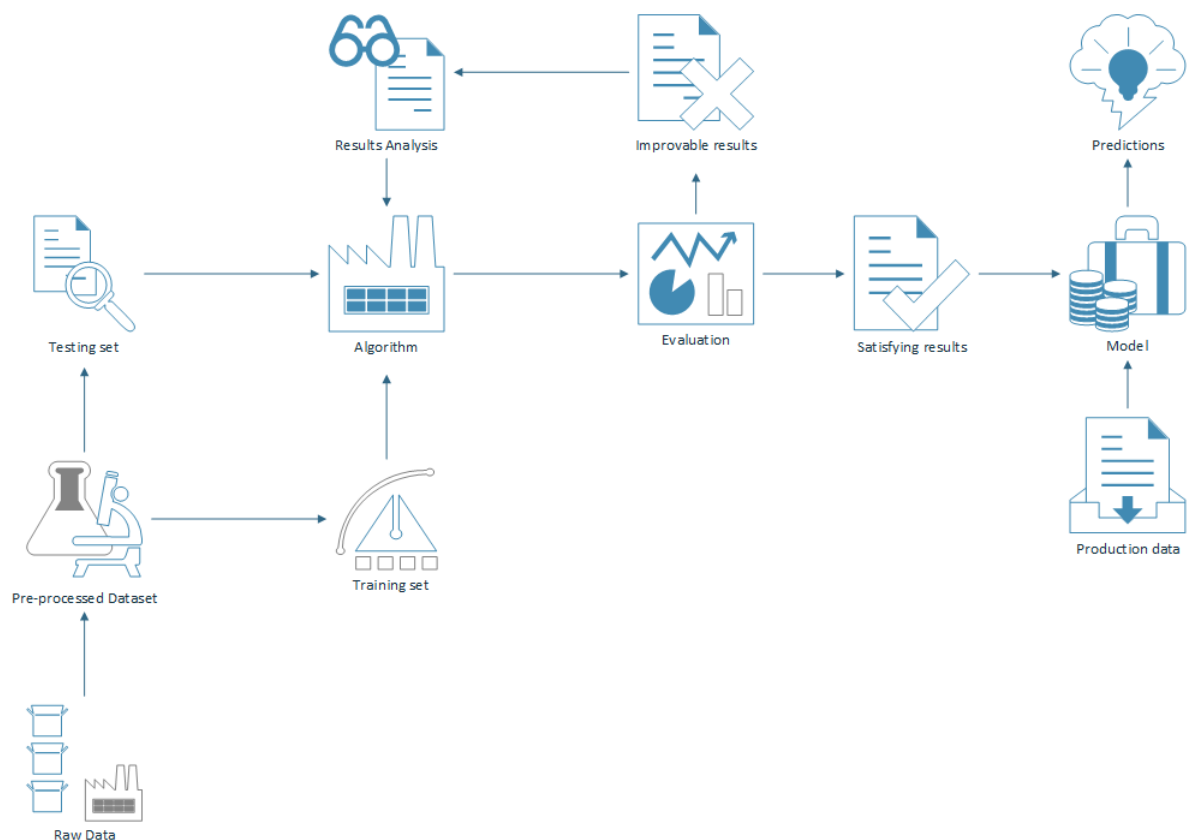 Results Analysis
Improvable results
Predictions
Testing set
Algorithm
Evaluation
Satisfying results
Model
Pre-processed Dataset
Training set
Production data
Raw Data